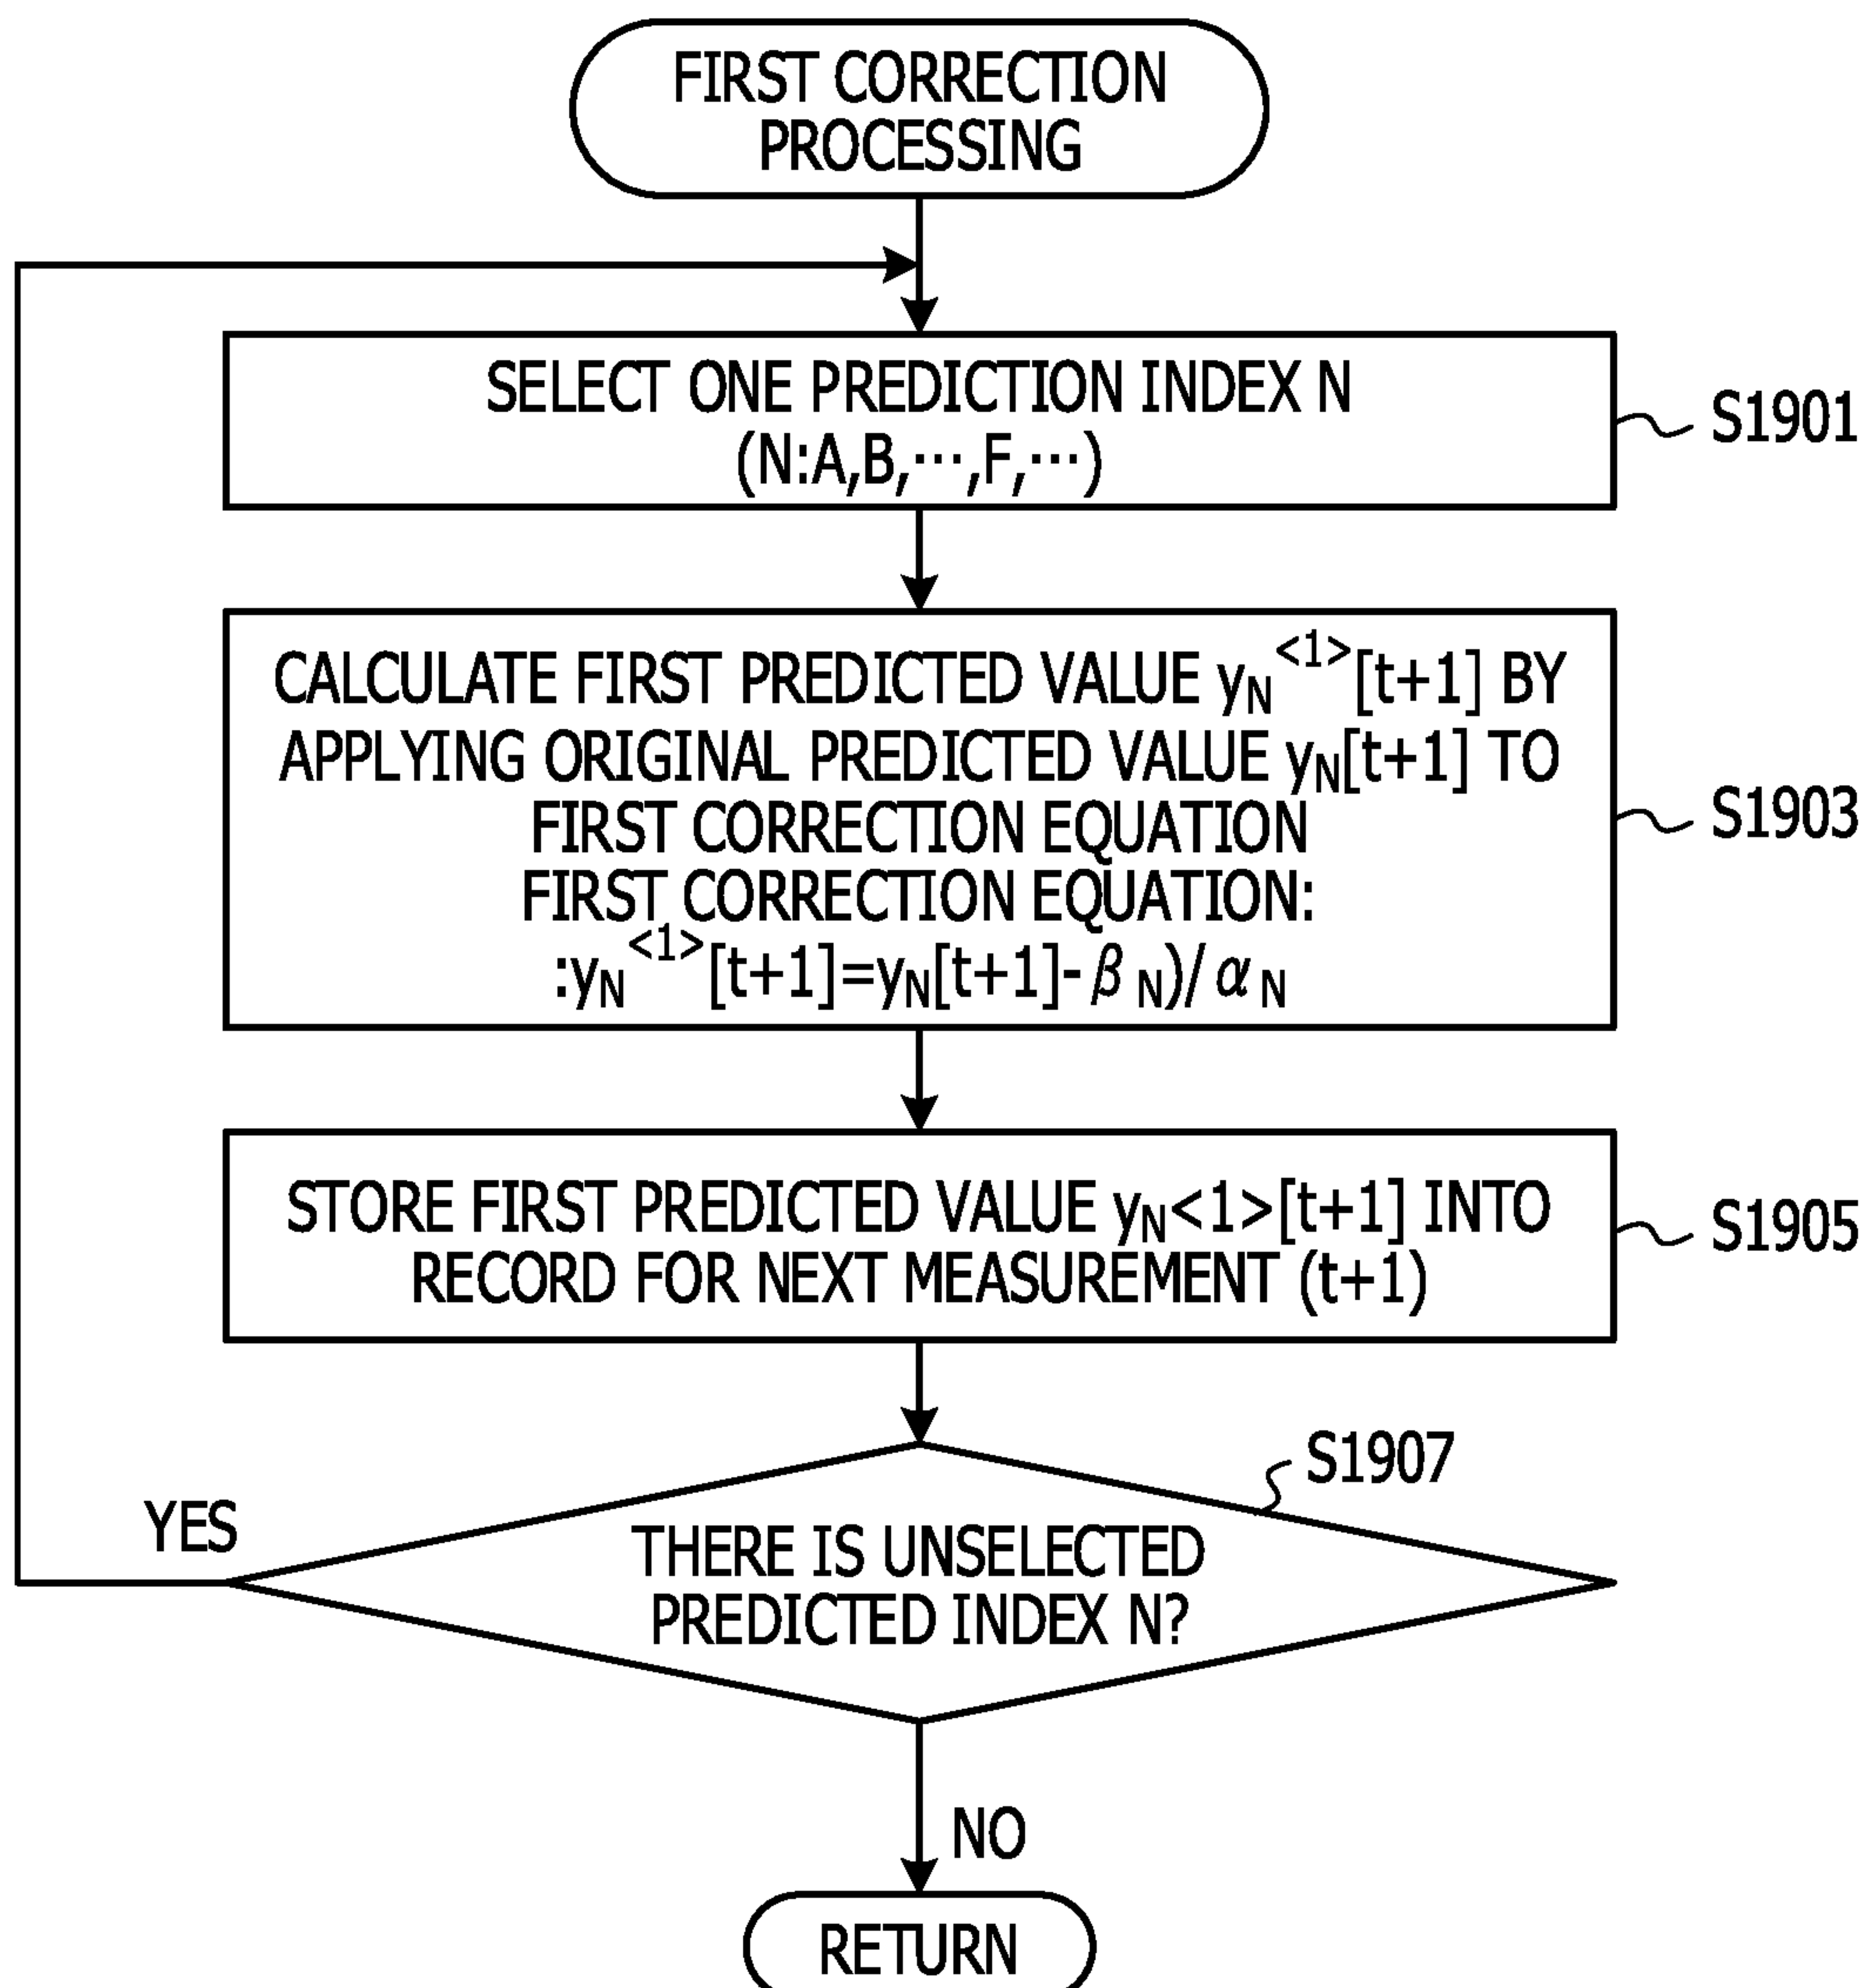 FIRST CORRECTION
PROCESSING
SELECT ONE PREDICTION INDEX N
(N:A,B,···,F,···)
S1901
CALCULATE FIRST PREDICTED VALUE yN<1>[t+1] BY
APPLYING ORIGINAL PREDICTED VALUE yN[t+1] TO
FIRST CORRECTION EQUATION
FIRST CORRECTION EQUATION:
:yN<1>[t+1]=yN[t+1]-βN)/αN
S1903
STORE FIRST PREDICTED VALUE yN<1>[t+1] INTO
RECORD FOR NEXT MEASUREMENT (t+1)
S1905
S1907
YES
THERE IS UNSELECTED
PREDICTED INDEX N?
NO
RETURN